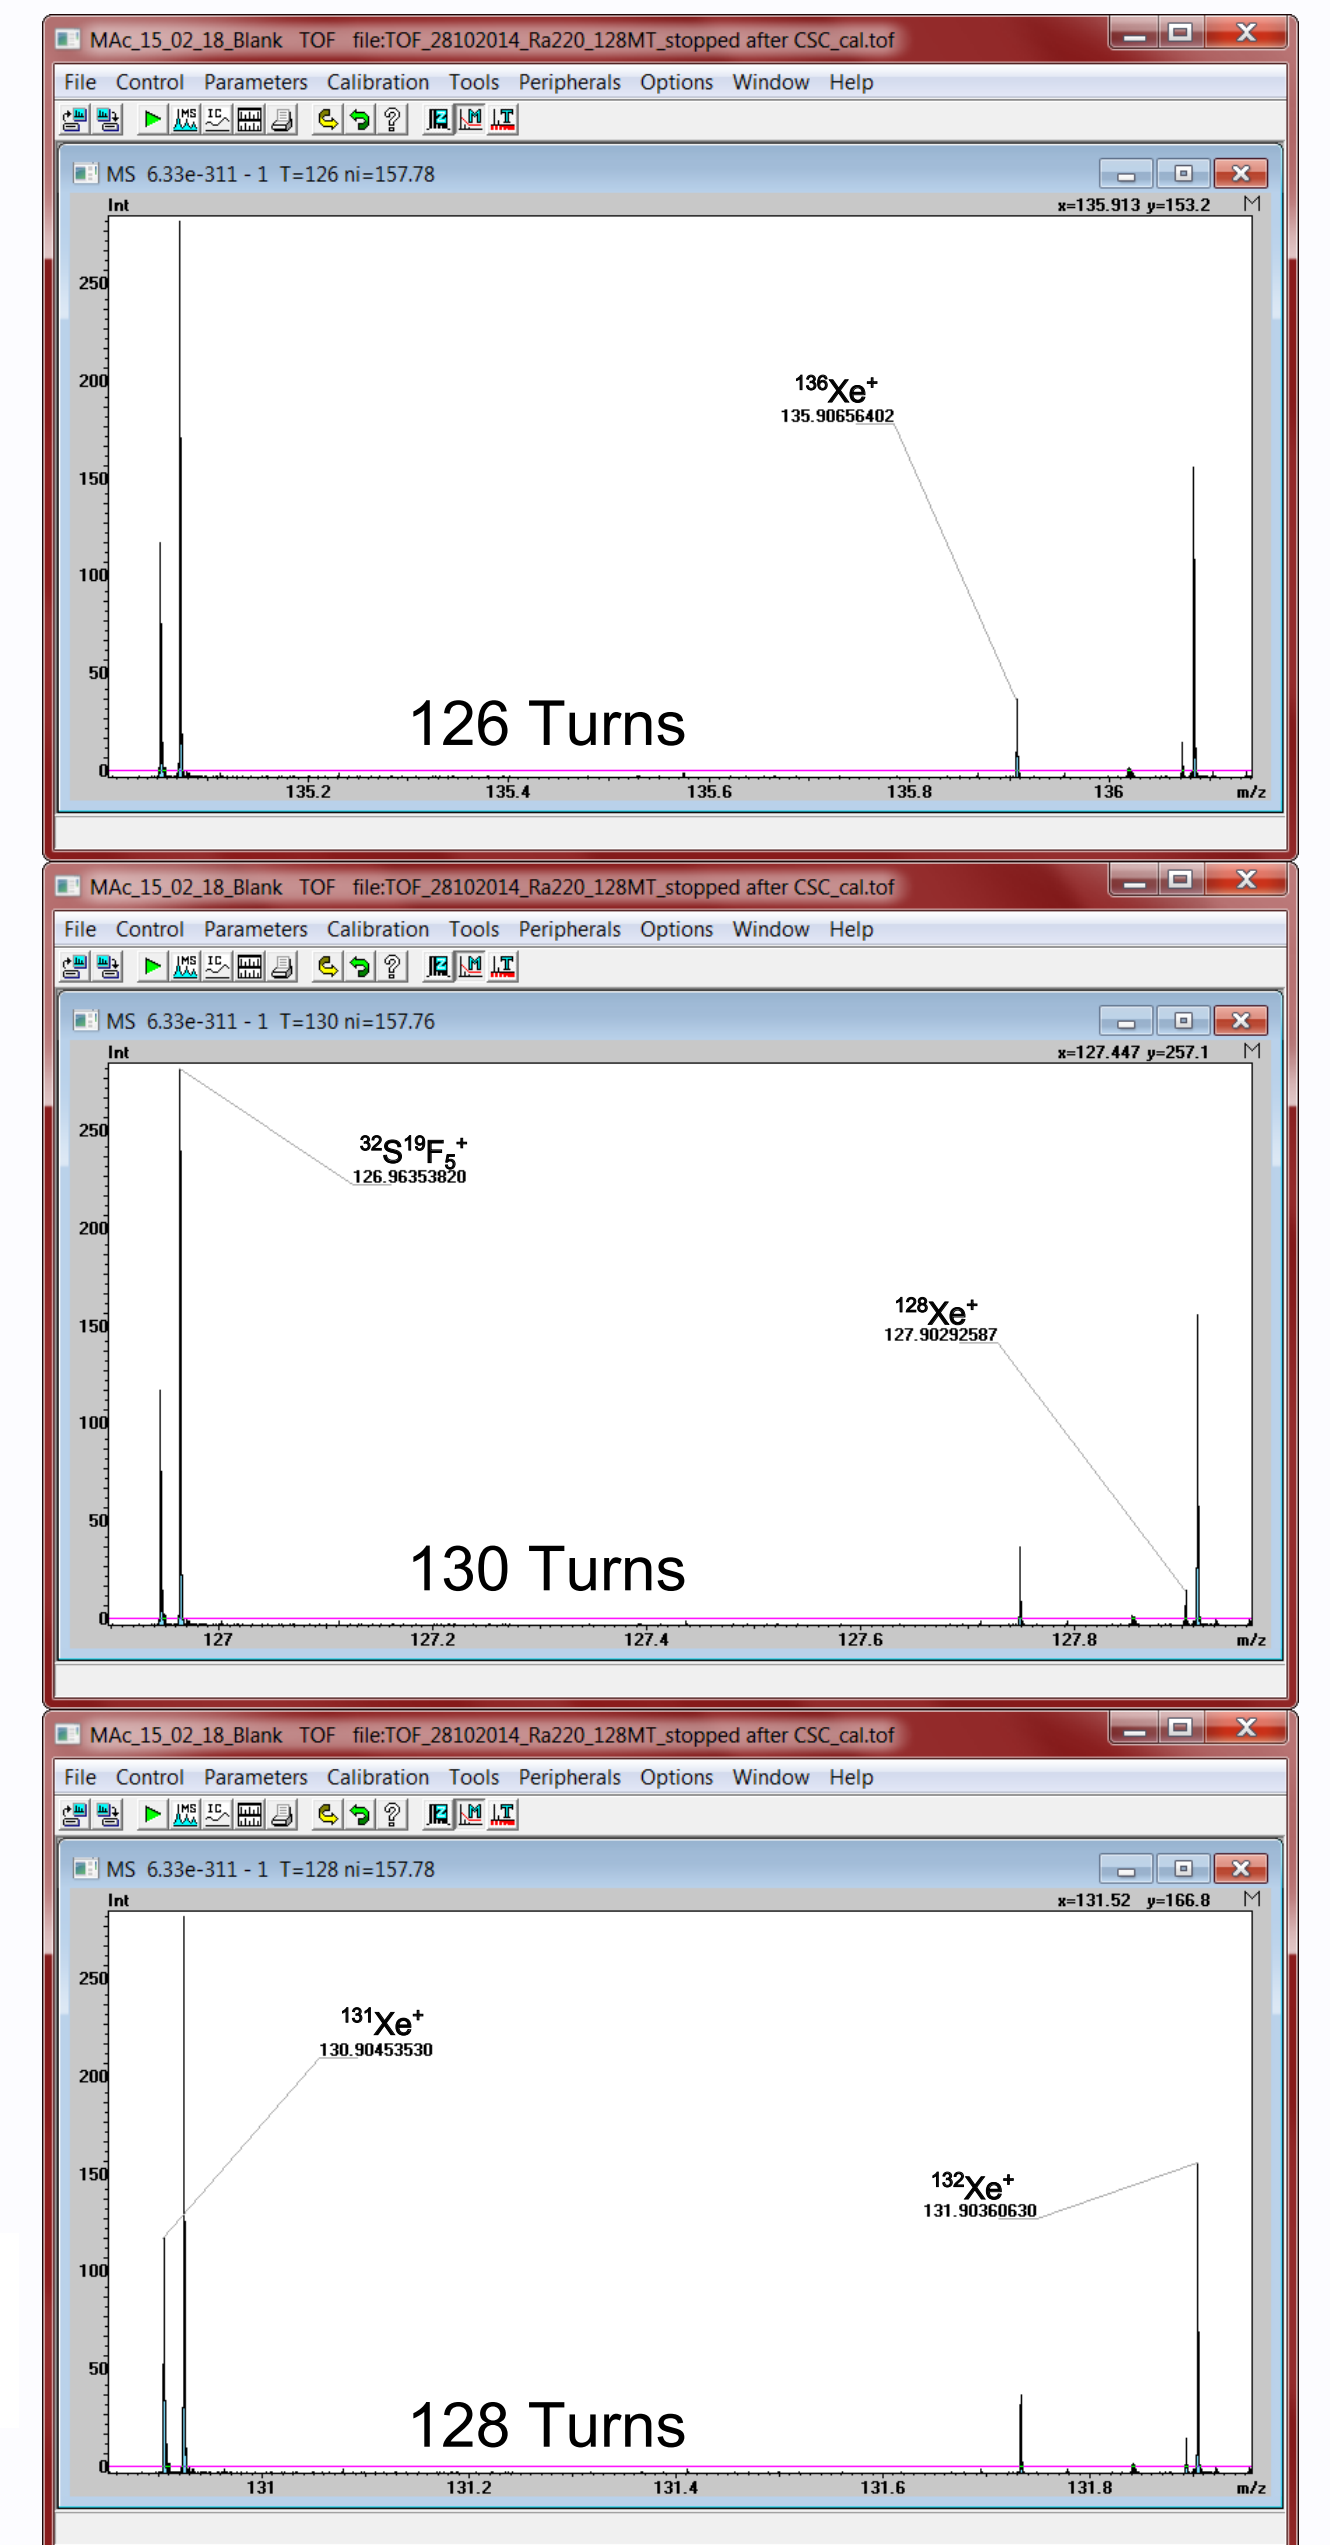 MAc_15_02_18_Blank TOF file:TOF_28102014_Ra220_128MT_stopped after CSC_cal.tof
File Control Parameters Calibration Tools Peripherals Options Window Help
MS IC
MS 6.33e-311 - 1 T=126 ni=157.78
Int x=135.913 y=153.2 M
250
200
¹³⁶Xe⁺
135.90656402
150
100
50
126 Turns
0
135.2 135.4 135.6 135.8 136 m/z
MAc_15_02_18_Blank TOF file:TOF_28102014_Ra220_128MT_stopped after CSC_cal.tof
File Control Parameters Calibration Tools Peripherals Options Window Help
MS IC
MS 6.33e-311 - 1 T=130 ni=157.76
Int x=127.447 y=257.1 M
250
³²S¹⁹F₅⁺
126.96353820
200
¹²⁸Xe⁺
150
127.90292587
100
50
130 Turns
0
127 127.2 127.4 127.6 127.8 m/z
MAc_15_02_18_Blank TOF file:TOF_28102014_Ra220_128MT_stopped after CSC_cal.tof
File Control Parameters Calibration Tools Peripherals Options Window Help
MS IC
MS 6.33e-311 - 1 T=128 ni=157.78
Int x=131.52 y=166.8 M
250
¹³¹Xe⁺
130.90453530
200
150
¹³²Xe⁺
131.90360630
100
50
128 Turns
0
131 131.2 131.4 131.6 131.8 m/z